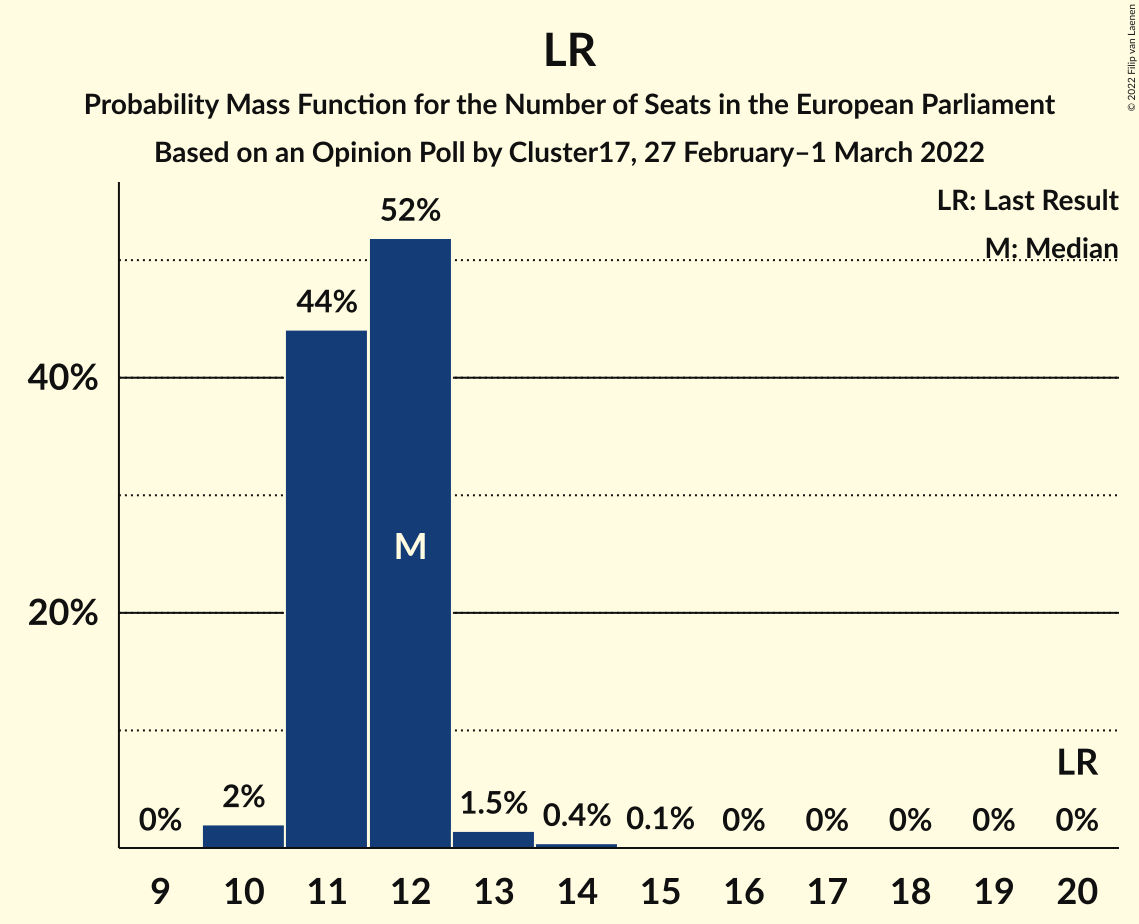 LR
Probability Mass Function for the Number of Seats in the European Parliament
Based on an Opinion Poll by Cluster17, 27 February–1 March 2022
© 2022 Filip van Laenen
LR: Last Result
M: Median
52%
44%
40%
M
20%
LR
0% 2% 1.5% 0.4% 0.1% 0% 0% 0% 0% 0%
9 10 11 12 13 14 15 16 17 18 19 20